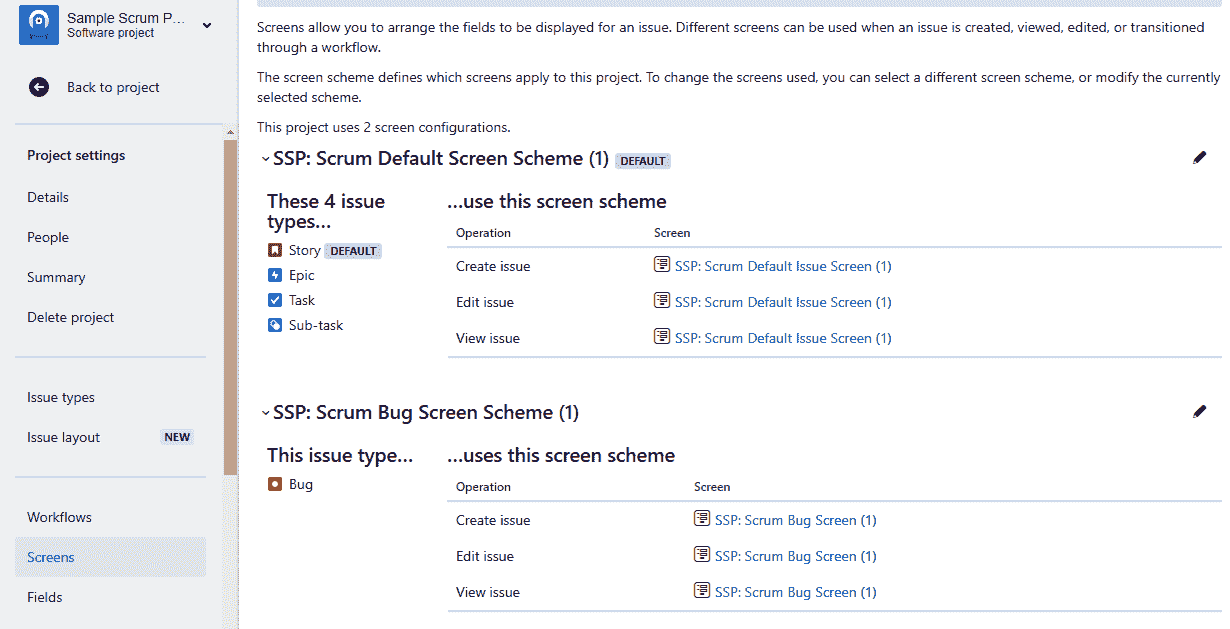 Sample Scrum P...
Software project
Back to project
Project settings
Details
People
Summary
Delete project
Issue types
Issue layout NEW
Workflows
Screens
Fields
Screens allow you to arrange the fields to be displayed for an issue. Different screens can be used when an issue is created, viewed, edited, or transitioned
through a workflow.
The screen scheme defines which screens apply to this project. To change the screens used, you can select a different screen scheme, or modify the currently
selected scheme.
This project uses 2 screen configurations.
SSP: Scrum Default Screen Scheme (1) DEFAULT
These 4 issue
types...
Story DEFAULT
Epic
Task
Sub-task
...use this screen scheme
Operation Screen
Create issue SSP: Scrum Default Issue Screen (1)
Edit issue SSP: Scrum Default Issue Screen (1)
View issue SSP: Scrum Default Issue Screen (1)
SSP: Scrum Bug Screen Scheme (1)
This issue type...
Bug
...uses this screen scheme
Operation Screen
Create issue SSP: Scrum Bug Screen (1)
Edit issue SSP: Scrum Bug Screen (1)
View issue SSP: Scrum Bug Screen (1)